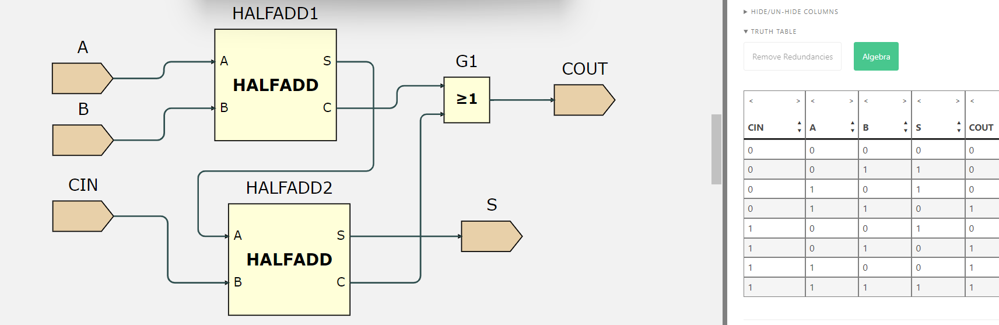 HALFADD1
A
A
S
HALFADD
B
B
C
G1
≥1
COUT
CIN
HALFADD2
A
S
HALFADD
B
C
S
▶ HIDE/UN-HIDE COLUMNS
▼ TRUTH TABLE
Remove Redundancies Algebra
< > < > < > < > <
CIN ▲▼ A ▲▼ B ▲▼ S ▲▼ COUT
0 0 0 0 0
0 0 1 1 0
0 1 0 1 0
0 1 1 0 1
1 0 0 1 0
1 0 1 0 1
1 1 0 0 1
1 1 1 1 1